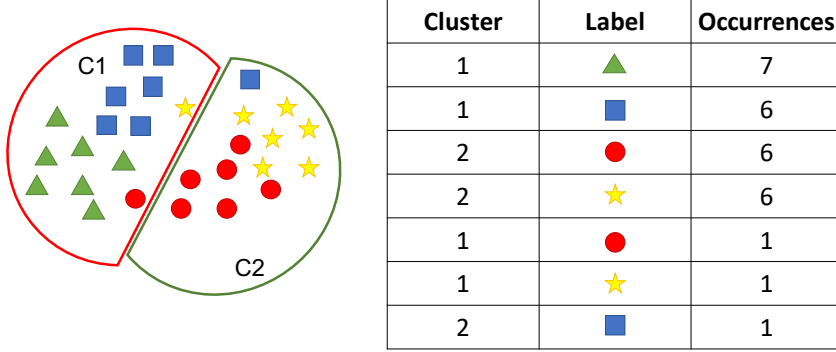 C1
C2
Cluster Label Occurrences
1 7
1 6
2 6
2 6
1 1
1 1
2 1